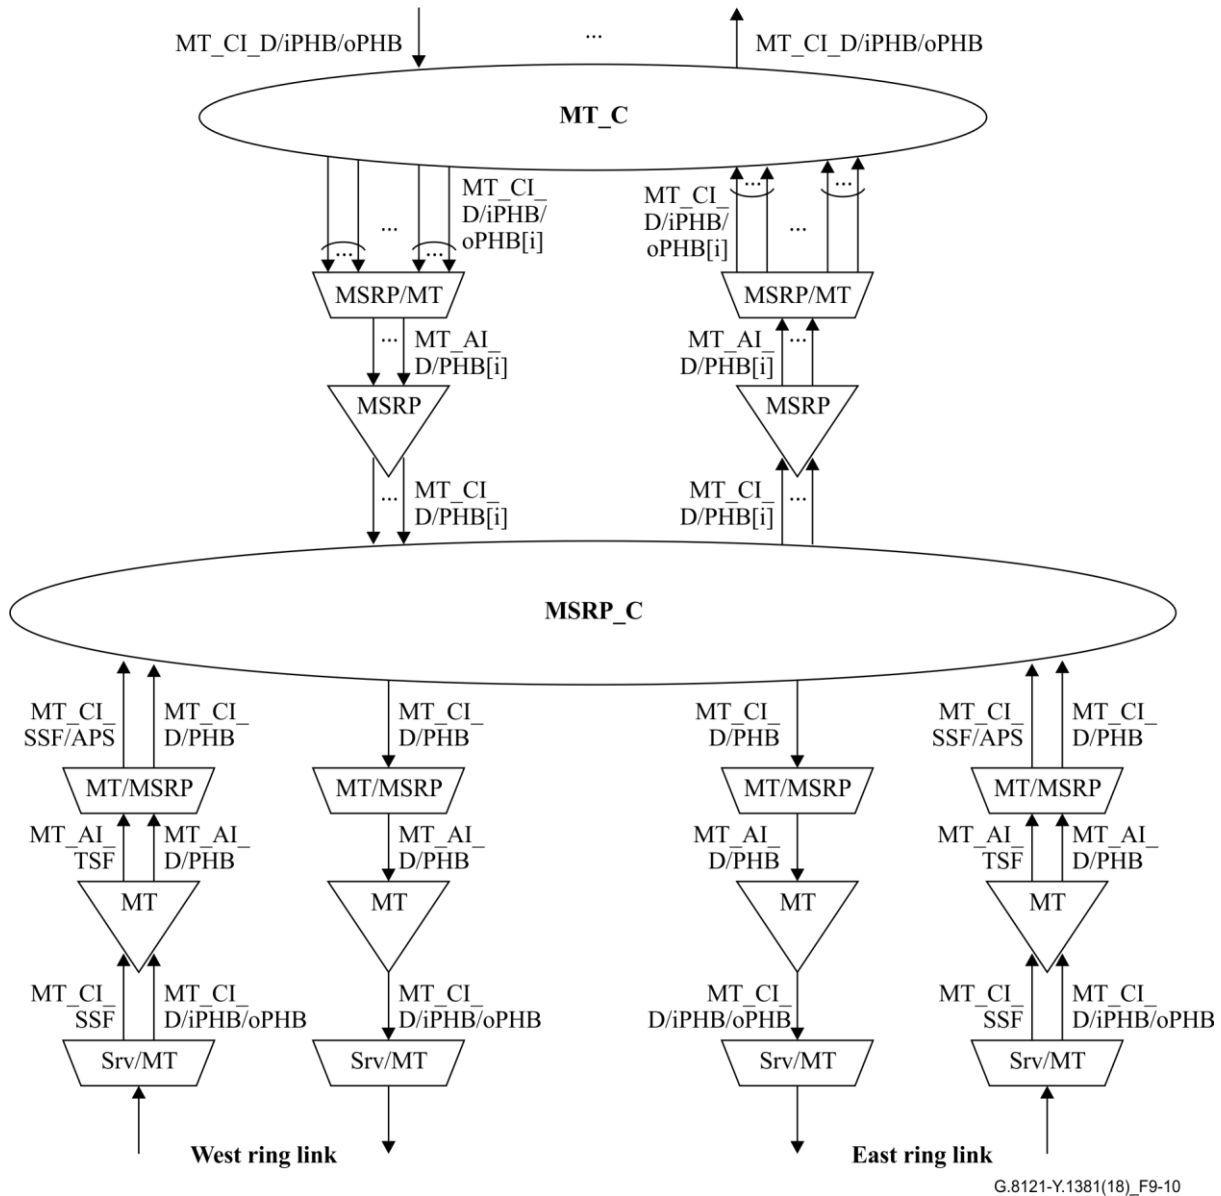 MT_CI_D/iPHB/oPHB
...
MT_CI_D/iPHB/oPHB
MT_C
...
...
...
MT_CI_
D/iPHB/
oPHB[i]
MT_CI_
D/iPHB/
oPHB[i]
...
...
...
MSRP/MT
MSRP/MT
...
MT_AI_
D/PHB[i]
MT_AI_
D/PHB[i]
...
MSRP
MSRP
...
MT_CI_
D/PHB[i]
MT_CI_
D/PHB[i]
...
MSRP_C
MT_CI_
SSF/APS
MT_CI_
D/PHB
MT_CI_
D/PHB
MT_CI_
D/PHB
MT_CI_
SSF/APS
MT_CI_
D/PHB
MT/MSRP
MT/MSRP
MT/MSRP
MT/MSRP
MT_AI_
TSF
MT_AI_
D/PHB
MT_AI_
D/PHB
MT_AI_
D/PHB
MT_AI_
TSF
MT_AI_
D/PHB
MT
MT
MT
MT
MT_CI_
SSF
MT_CI_
D/iPHB/oPHB
MT_CI_
D/iPHB/oPHB
MT_CI_
D/iPHB/oPHB
MT_CI_
SSF
MT_CI_
D/iPHB/oPHB
Srv/MT
Srv/MT
Srv/MT
Srv/MT
West ring link
East ring link
G.8121-Y.1381(18)_F9-10